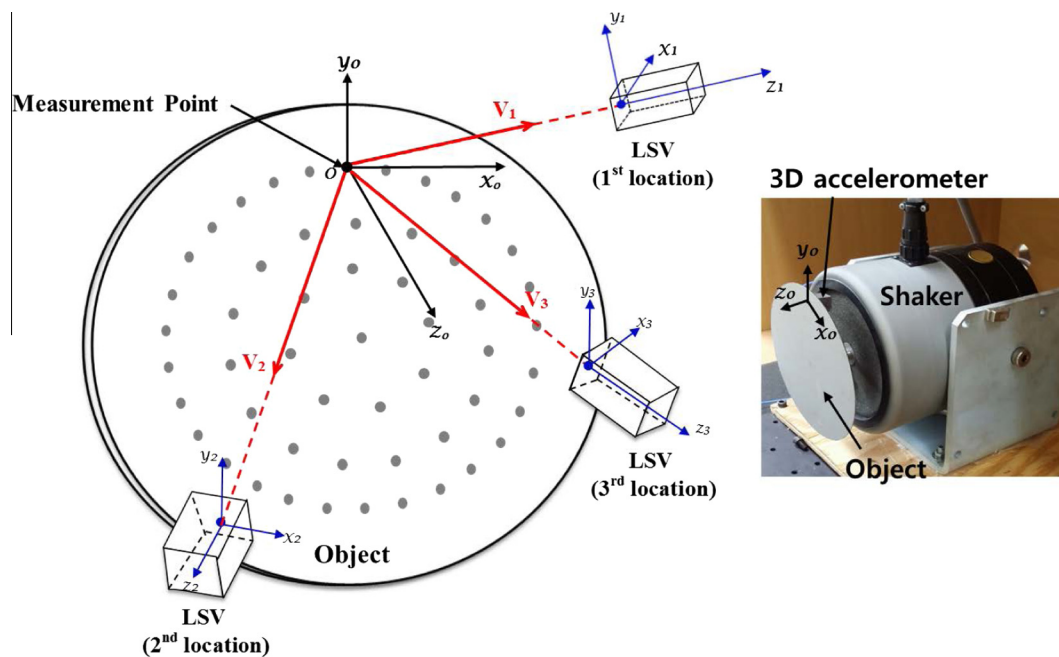 yo
Measurement Point
O
xo
zo
V1
V2
V3
y1
x1
z1
LSV
(1st location)
y3
x3
z3
LSV
(3rd location)
y2
x2
z2
LSV
(2nd location)
Object
3D accelerometer
yo
zo
xo
Shaker
Object